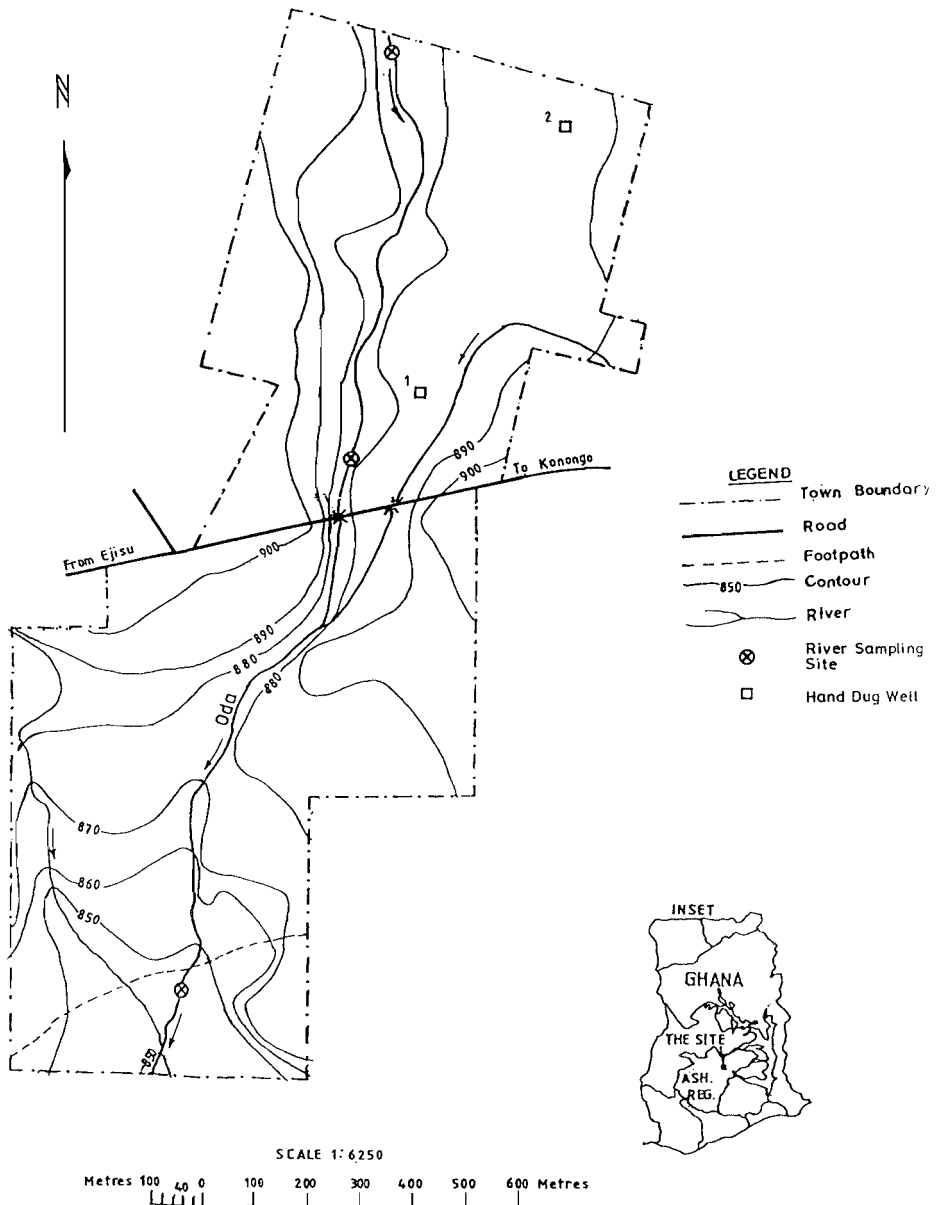 N
2
1
890
900
To Konongo
From Ejisu
900
890
880
880
Oda
870
860
850
850
LEGEND
Town Boundary
Road
Footpath
850 Contour
River
River Sampling
Site
Hand Dug Well
INSET
GHANA
THE SITE
ASH.
REG.
SCALE 1:6250
Metres 100 40 0 100 200 300 400 500 600 Metres